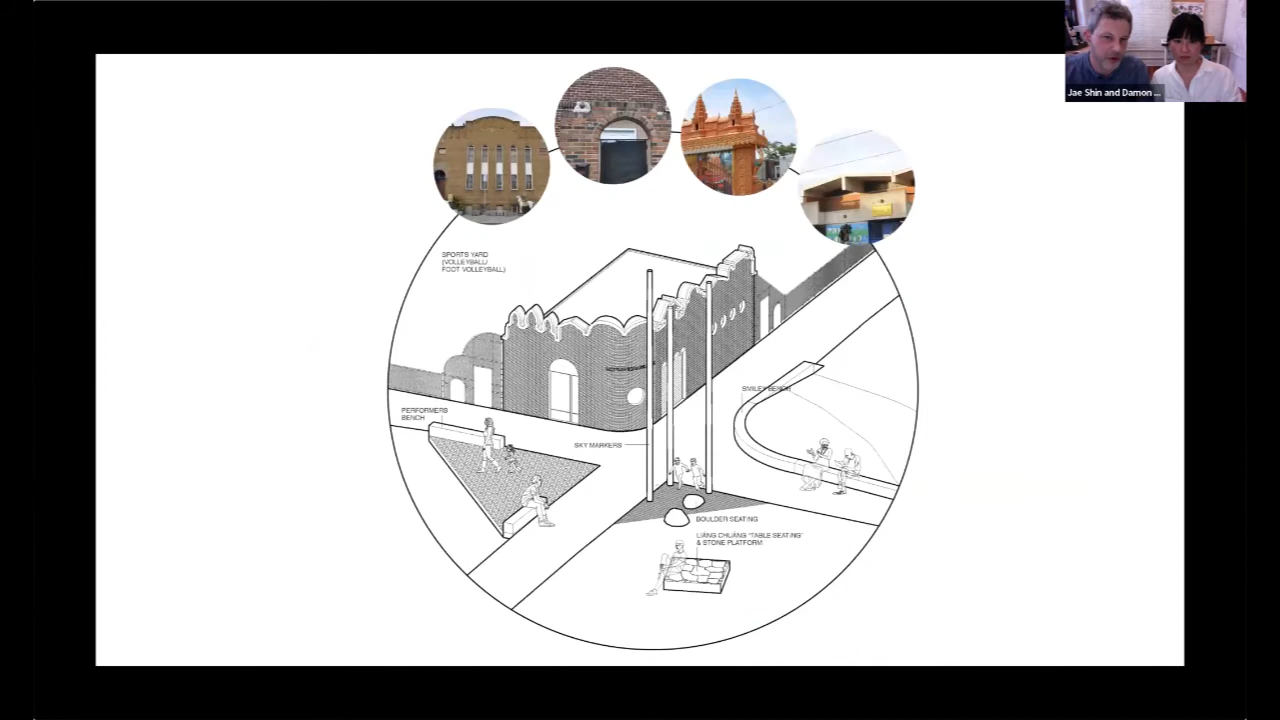 Jae Shin and Damon ...
SPORTS YARD
(VOLLEYBALL/
FOOT VOLLEYBALL)
SMILEY BENCH
PERFORMERS
BENCH
SKY MARKERS
BOULDER SEATING
LIÁNG CHUÁNG "TABLE SEATING"
& STONE PLATFORM